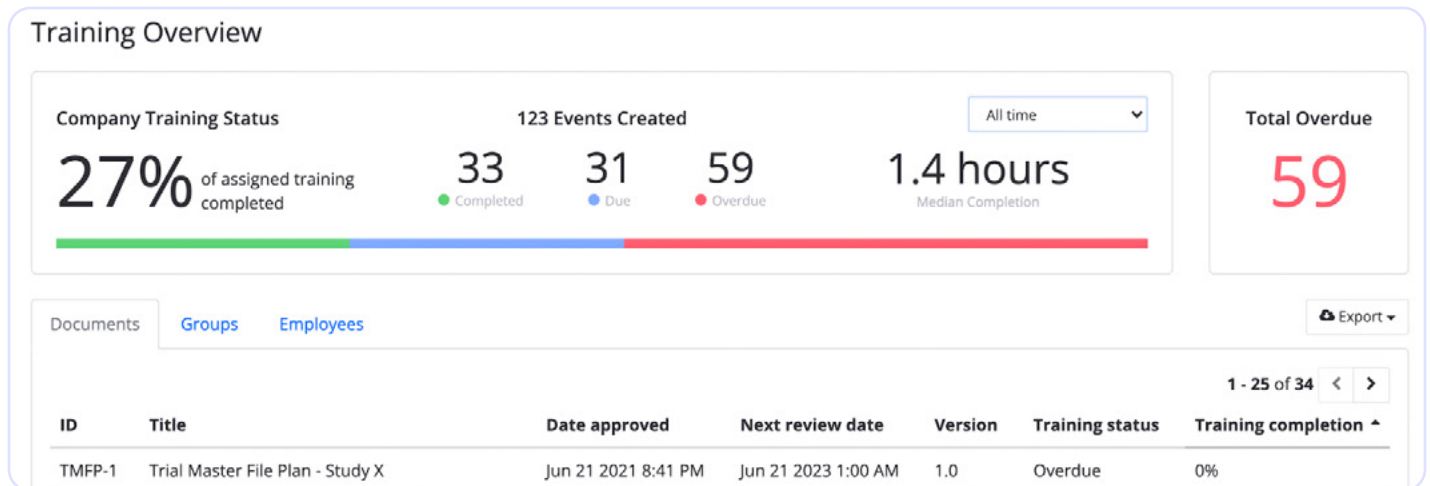 Training Overview
Company Training Status
27% of assigned training
completed
123 Events Created
33
Completed
31
Due
59
Overdue
All time
1.4 hours
Median Completion
Total Overdue
59
Documents Groups Employees
Export
1 - 25 of 34 < >
ID Title Date approved Next review date Version Training status Training completion
TMFP-1 Trial Master File Plan - Study X Jun 21 2021 8:41 PM Jun 21 2023 1:00 AM 1.0 Overdue 0%